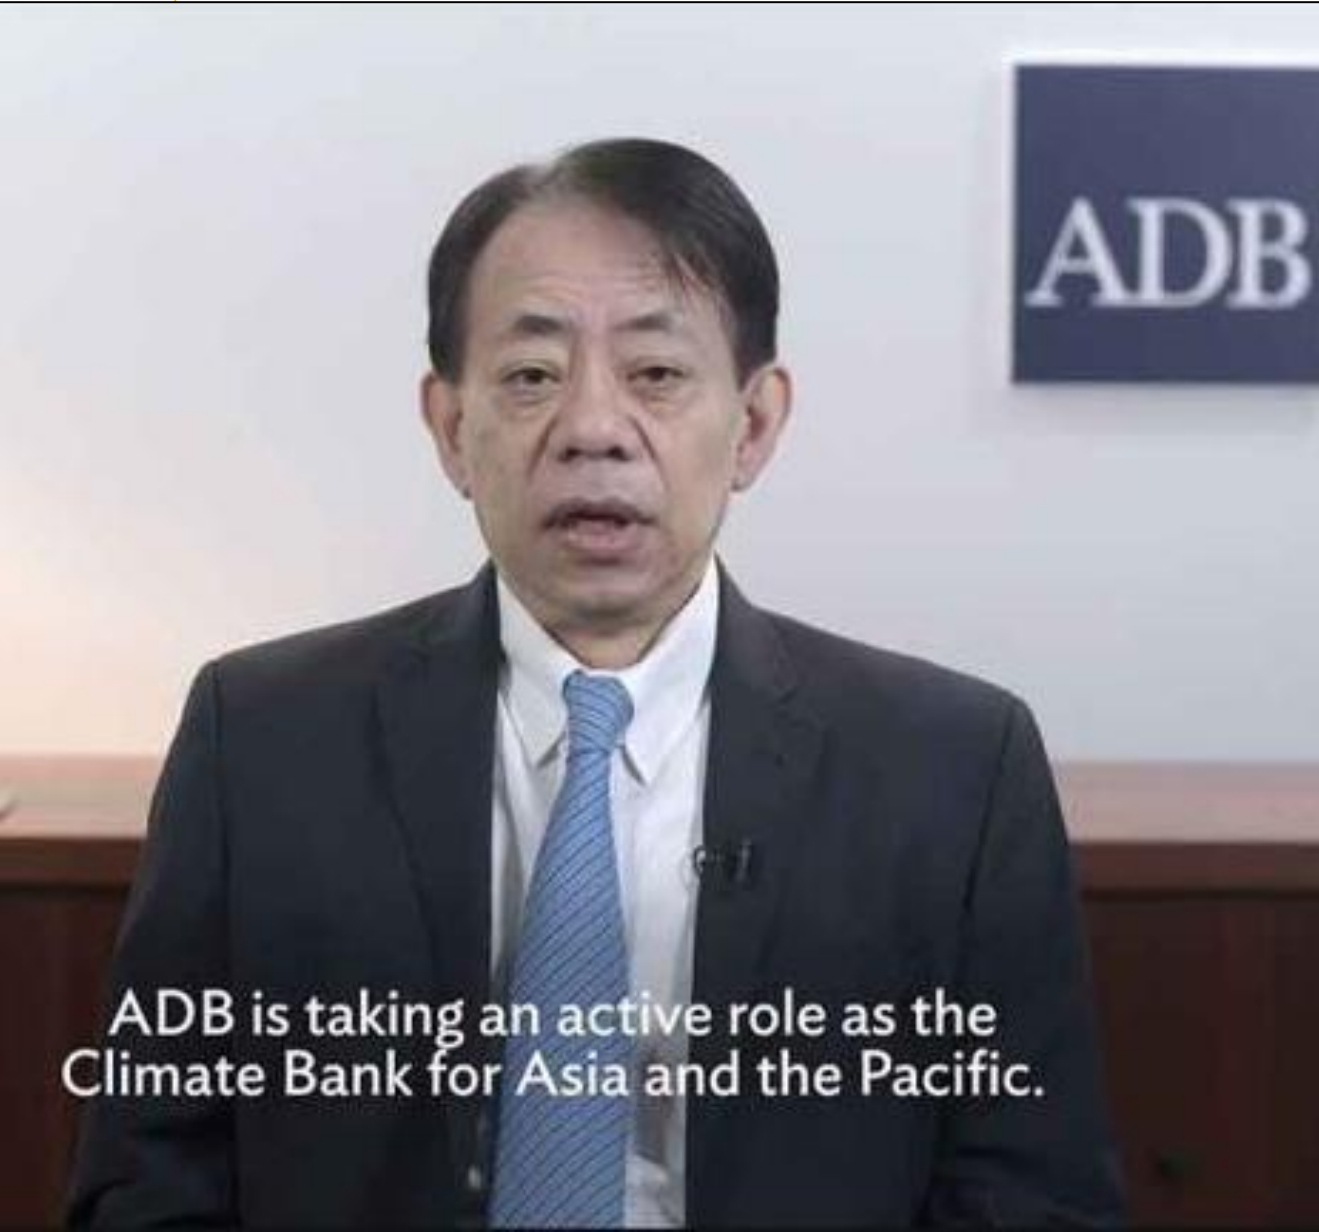 ADB
ADB is taking an active role as the
Climate Bank for Asia and the Pacific.